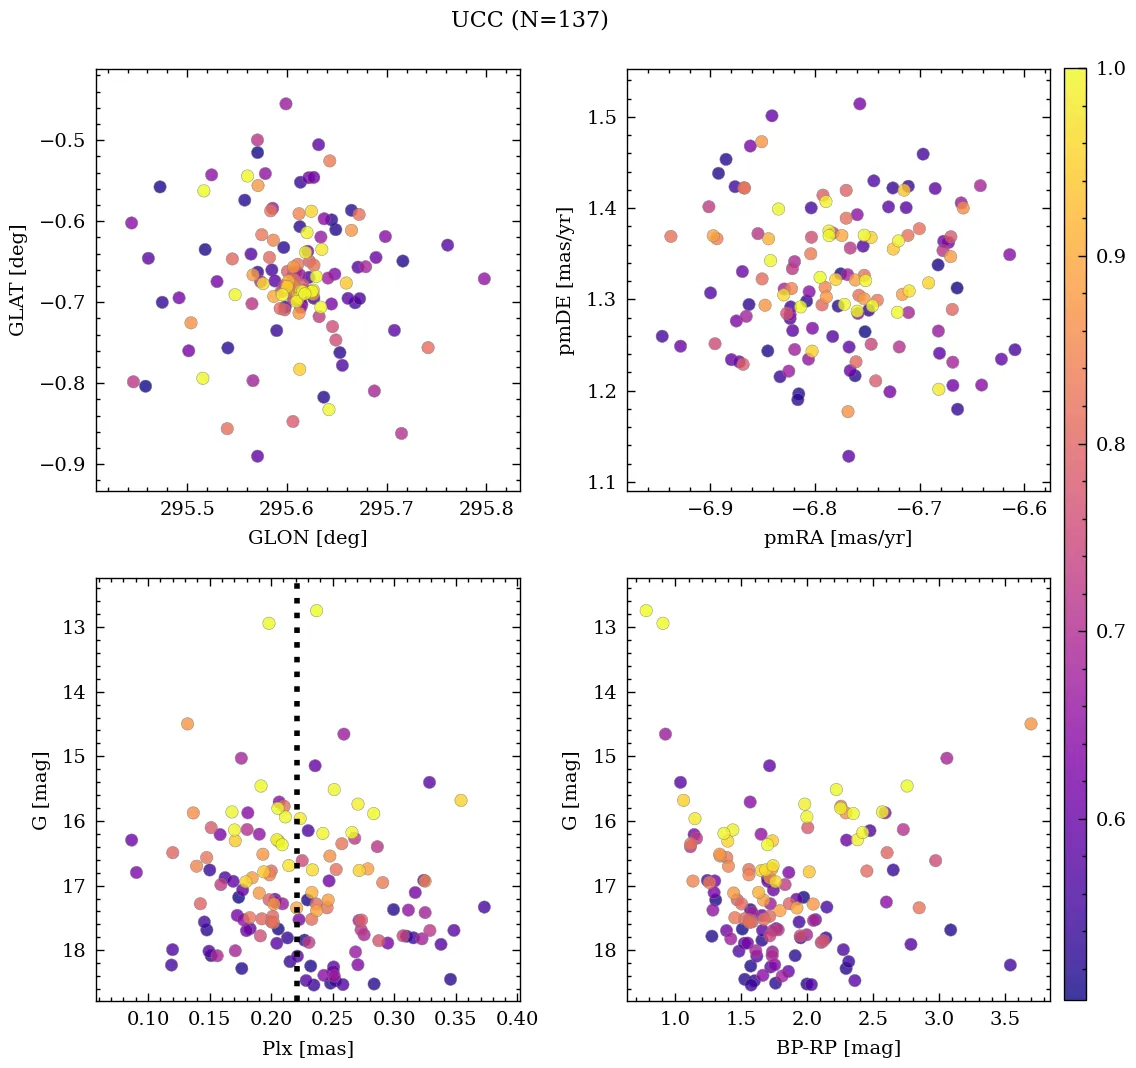 UCC (N=137)
−0.5
−0.6
−0.7
−0.8
−0.9
GLAT [deg]
295.5 295.6 295.7 295.8
GLON [deg]
1.5
1.4
1.3
1.2
1.1
pmDE [mas/yr]
−6.9 −6.8 −6.7 −6.6
pmRA [mas/yr]
1.0
0.9
0.8
0.7
0.6
13
14
15
16
17
18
G [mag]
0.10 0.15 0.20 0.25 0.30 0.35 0.40
Plx [mas]
13
14
15
16
17
18
G [mag]
1.0 1.5 2.0 2.5 3.0 3.5
BP-RP [mag]